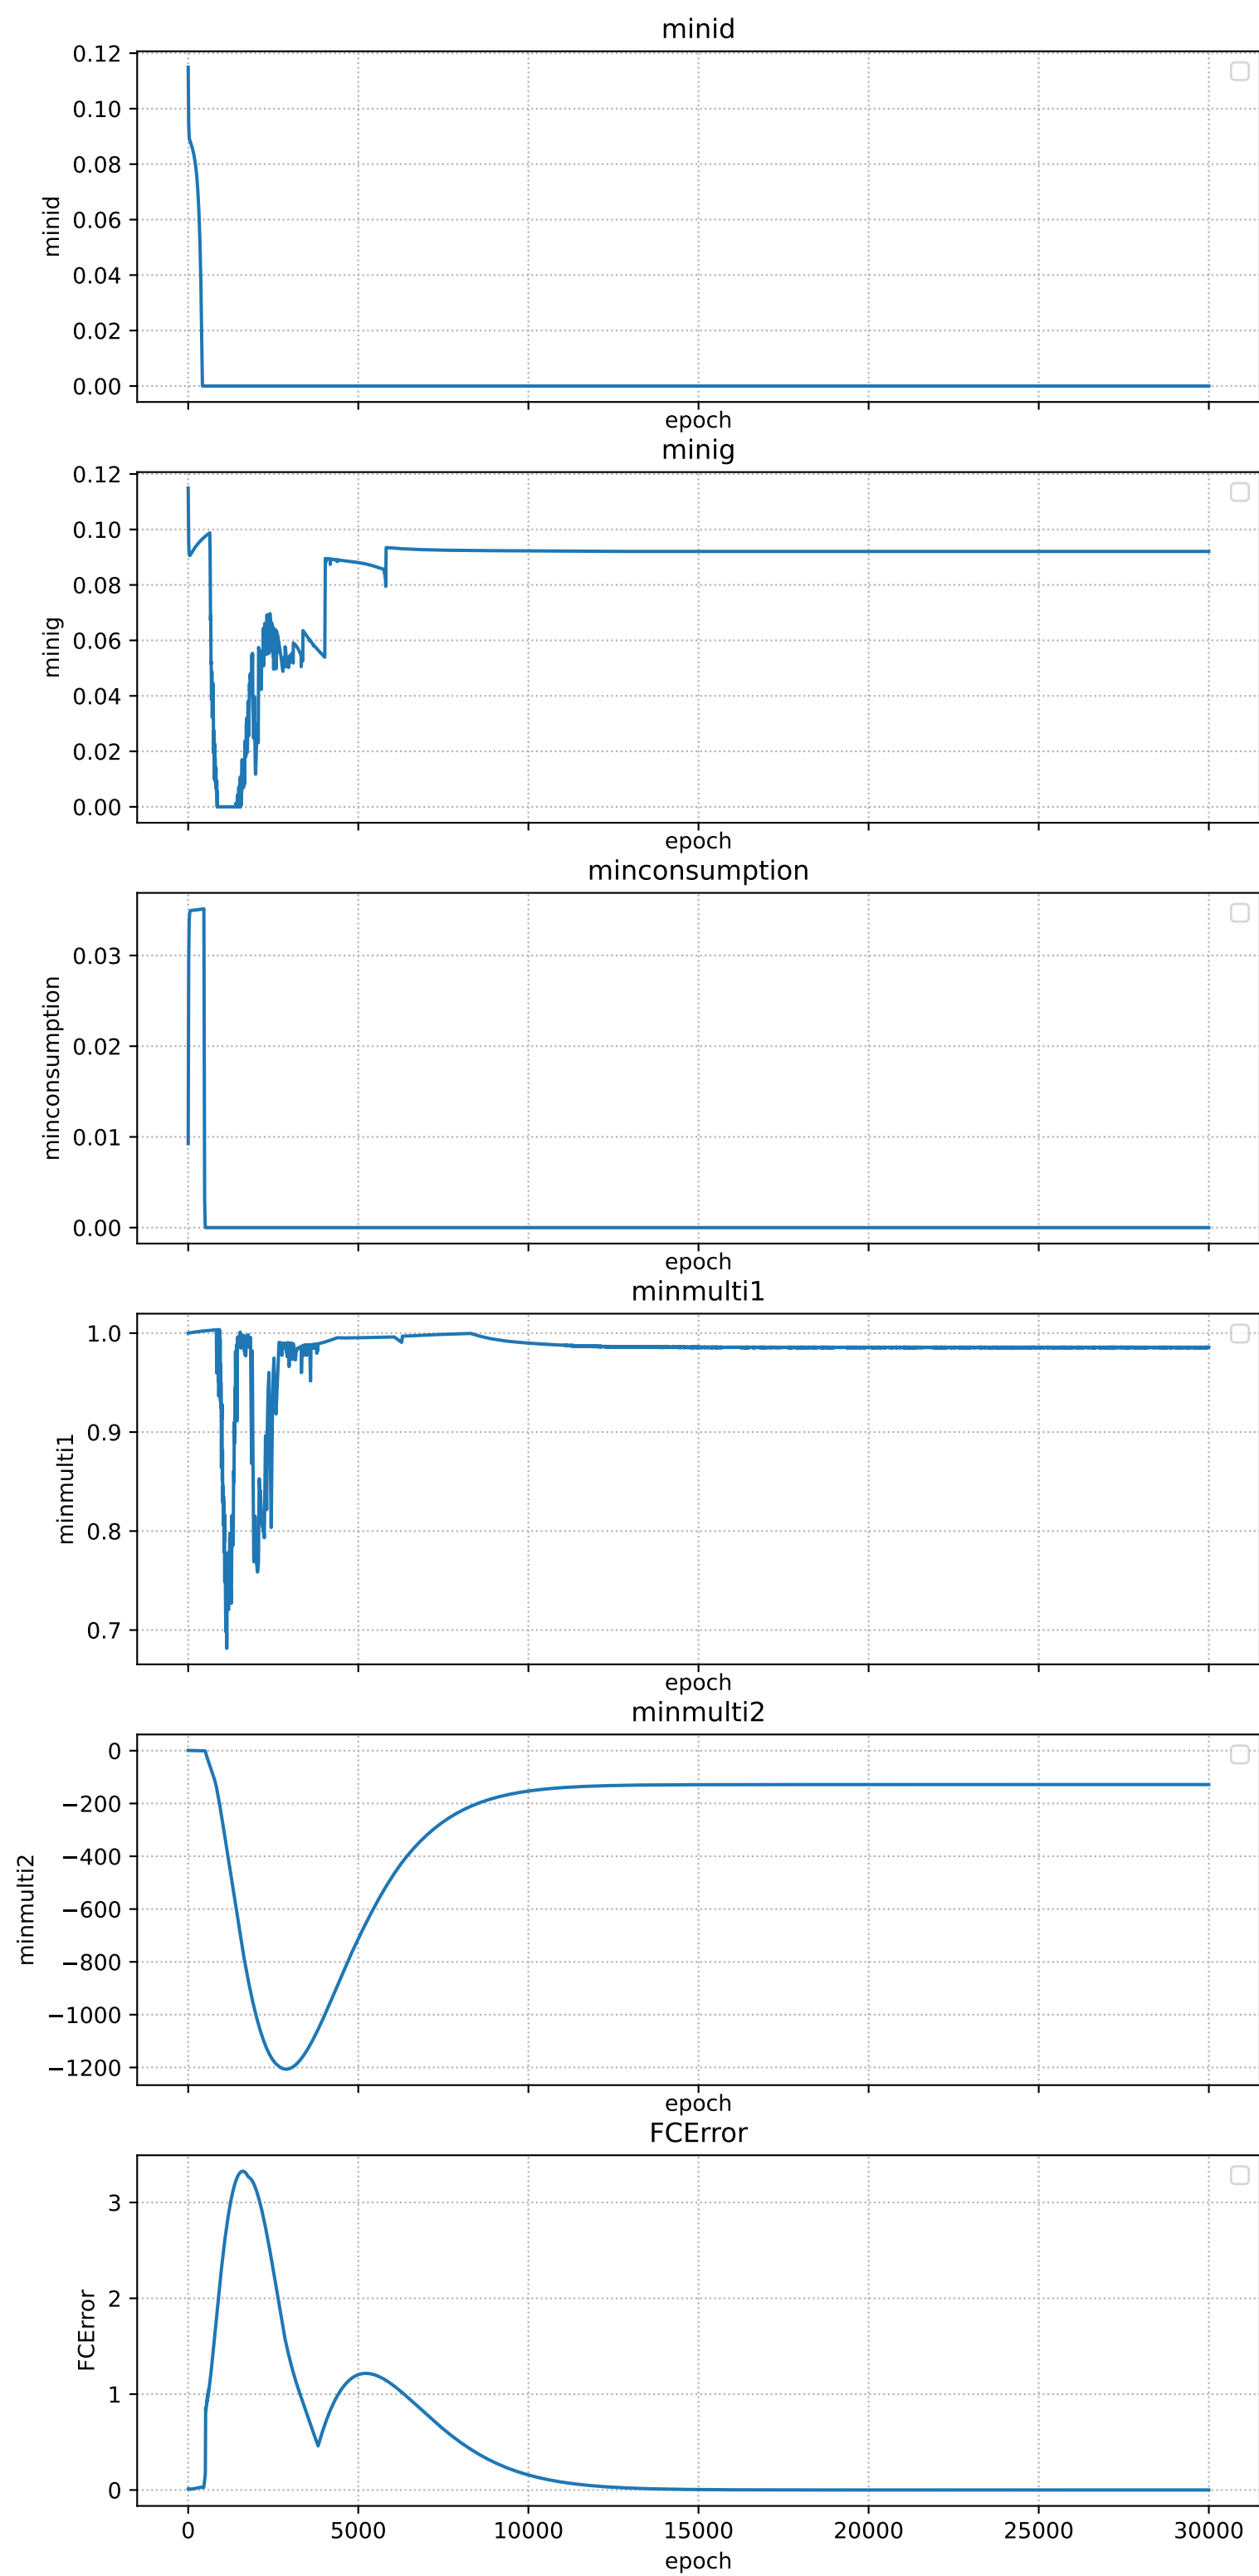 minid
0.12
0.10
0.08
0.06
0.04
0.02
0.00
minid
epoch
minig
0.12
0.10
0.08
0.06
0.04
0.02
0.00
minig
epoch
minconsumption
0.03
0.02
0.01
0.00
minconsumption
epoch
minmulti1
1.0
0.9
0.8
0.7
minmulti1
epoch
minmulti2
0
−200
−400
−600
−800
−1000
−1200
minmulti2
epoch
FCError
3
2
1
0
FCError
0 5000 10000 15000 20000 25000 30000
epoch